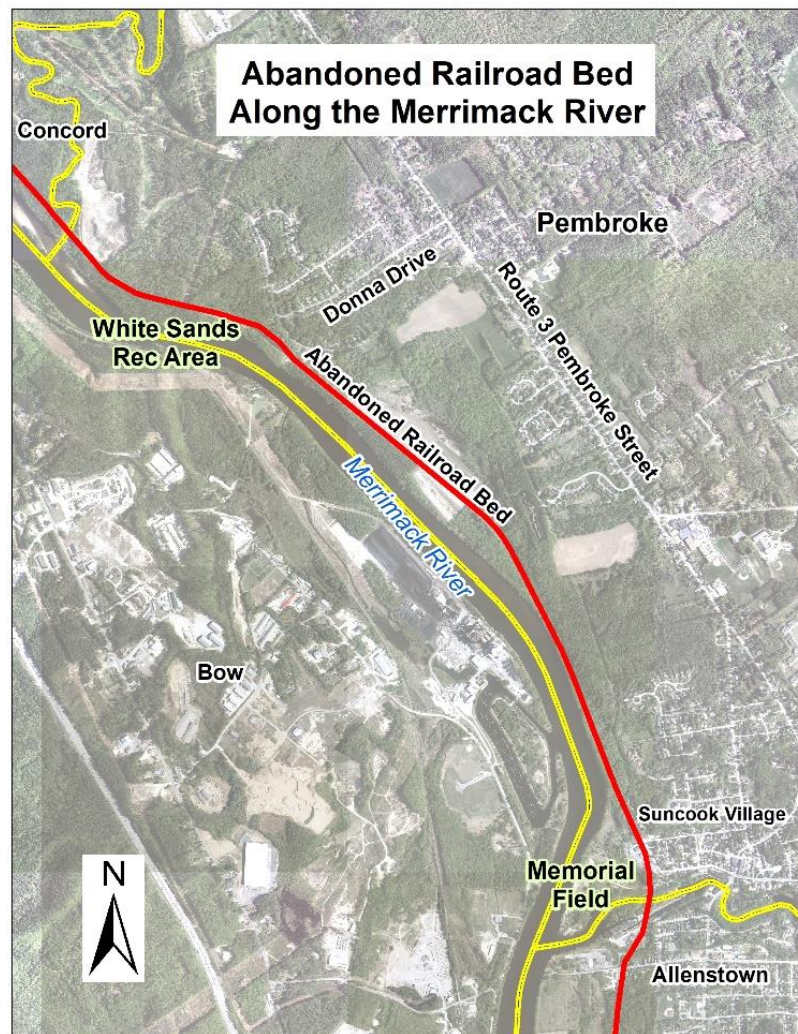 Abandoned Railroad Bed
Along the Merrimack River
Concord
Pembroke
Donna Drive
Route 3 Pembroke Street
White Sands
Rec Area
Abandoned Railroad Bed
Merrimack River
Bow
Suncook Village
Memorial
Field
N
Allenstown